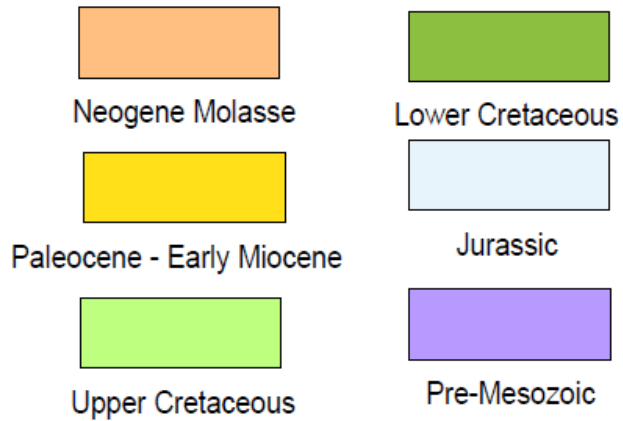 Neogene Molasse
Lower Cretaceous
Paleocene - Early Miocene
Jurassic
Upper Cretaceous
Pre-Mesozoic